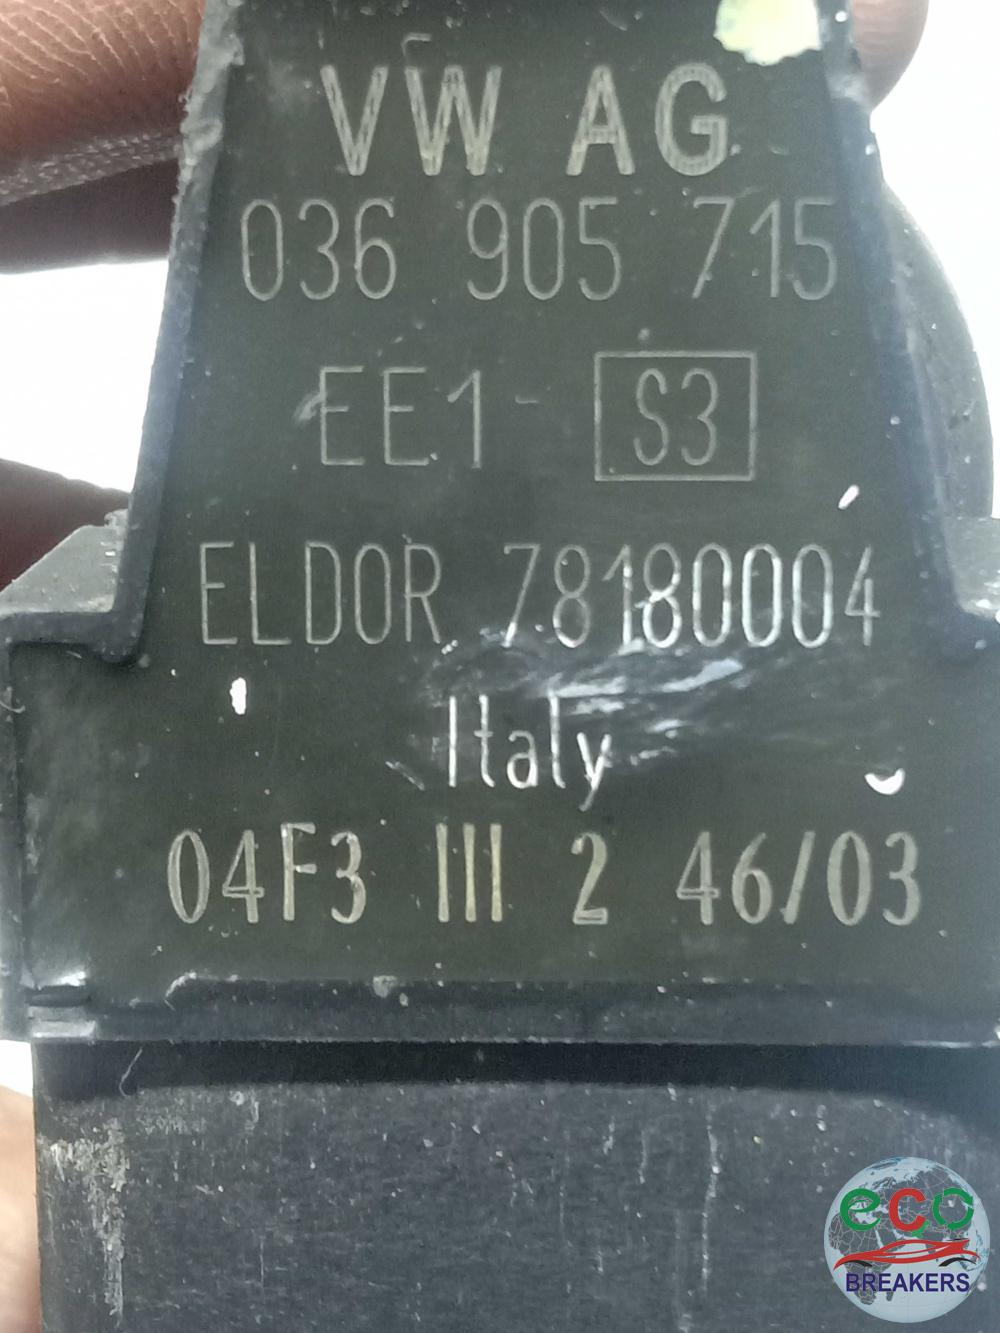 VW AG
036 905 715
EE1- S3
ELDOR 78180004
Italy
04F3 III 2 46/03
eco
BREAKERS